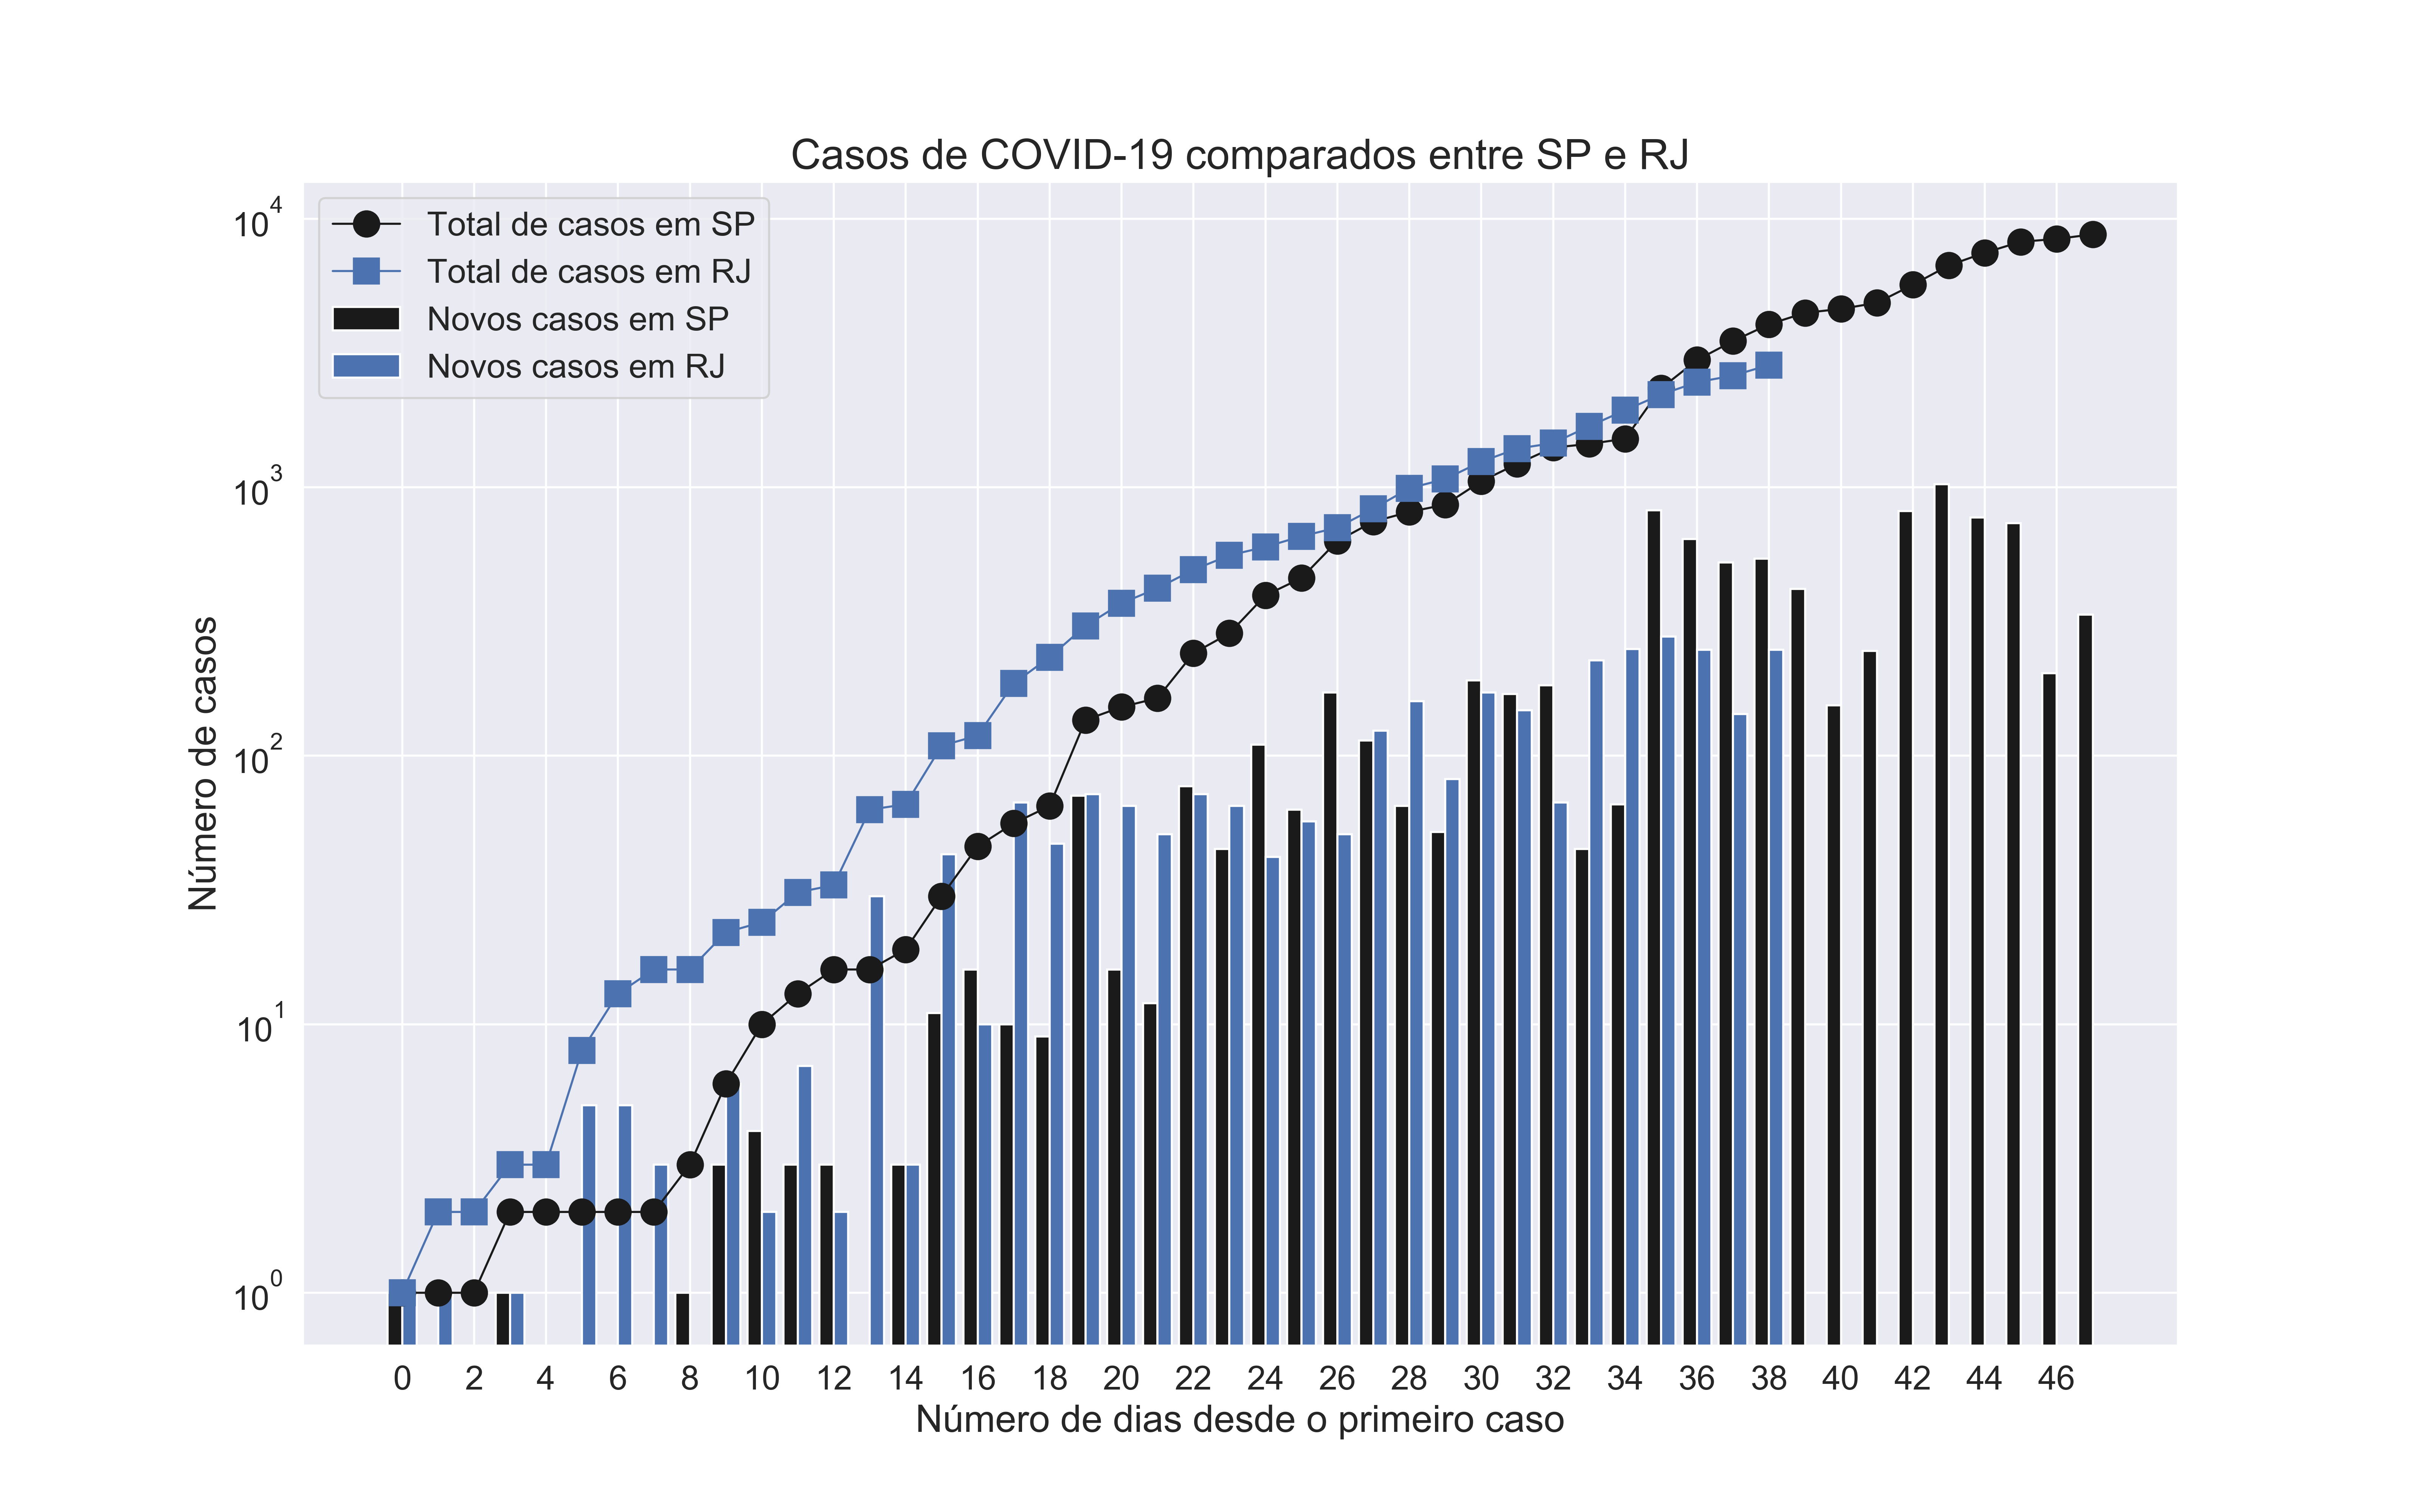 Casos de COVID-19 comparados entre SP e RJ
Total de casos em SP
Total de casos em RJ
Novos casos em SP
Novos casos em RJ
10^4
10^3
10^2
10^1
10^0
Número de casos
0 2 4 6 8 10 12 14 16 18 20 22 24 26 28 30 32 34 36 38 40 42 44 46
Número de dias desde o primeiro caso